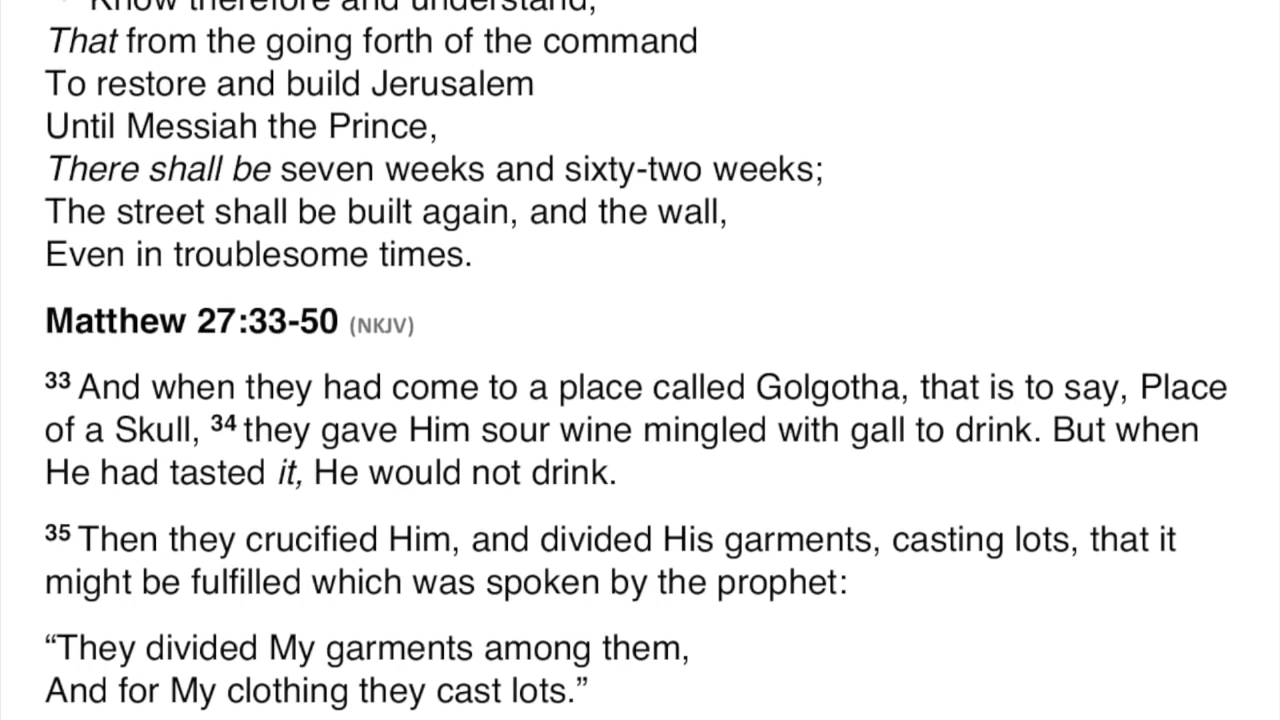 Know therefore and understand,
That from the going forth of the command
To restore and build Jerusalem
Until Messiah the Prince,
There shall be seven weeks and sixty-two weeks;
The street shall be built again, and the wall,
Even in troublesome times.
Matthew 27:33-50 (NKJV)
33 And when they had come to a place called Golgotha, that is to say, Place
of a Skull, 34 they gave Him sour wine mingled with gall to drink. But when
He had tasted it, He would not drink.
35 Then they crucified Him, and divided His garments, casting lots, that it
might be fulfilled which was spoken by the prophet:
“They divided My garments among them,
And for My clothing they cast lots.”